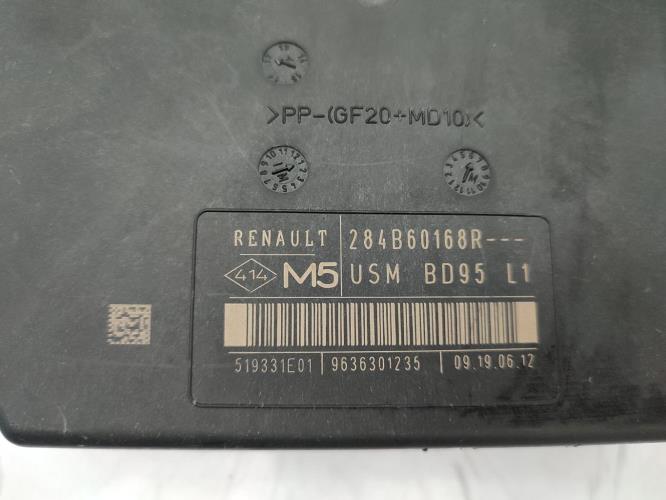 >PP-(GF20+MD10)<
RENAULT 284B60168R---
414 M5 USM BD95 L1
519331E01 9636301235 09.19.06.12